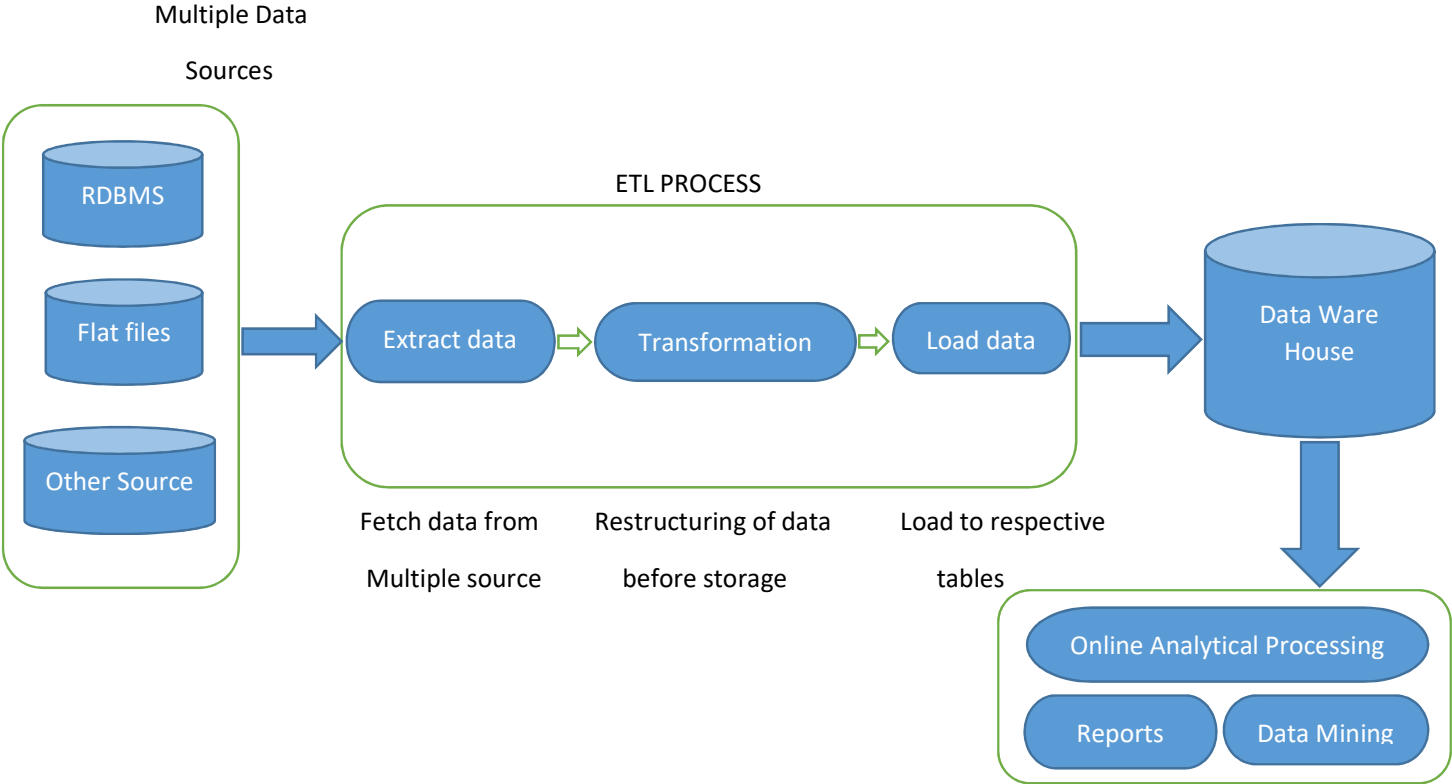 Multiple Data
Sources
RDBMS
Flat files
Other Source
ETL PROCESS
Extract data
Transformation
Load data
Fetch data from
Multiple source
Restructuring of data
before storage
Load to respective
tables
Data Ware
House
Online Analytical Processing
Reports
Data Mining